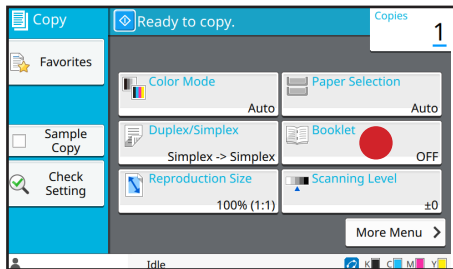 Copy
Ready to copy.
Copies
1
Favorites
Color Mode
Auto
Paper Selection
Auto
Sample
Copy
Duplex/Simplex
Simplex -> Simplex
Booklet
OFF
Check
Setting
Reproduction Size
100% (1:1)
Scanning Level
±0
More Menu
Idle
K C M Y